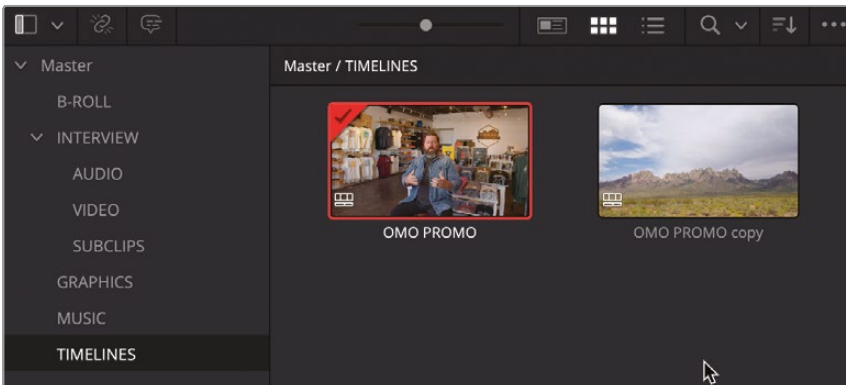 Master
Master / TIMELINES
B-ROLL
INTERVIEW
AUDIO
VIDEO
SUBCLIPS
GRAPHICS
MUSIC
TIMELINES
OMO PROMO
OMO PROMO copy